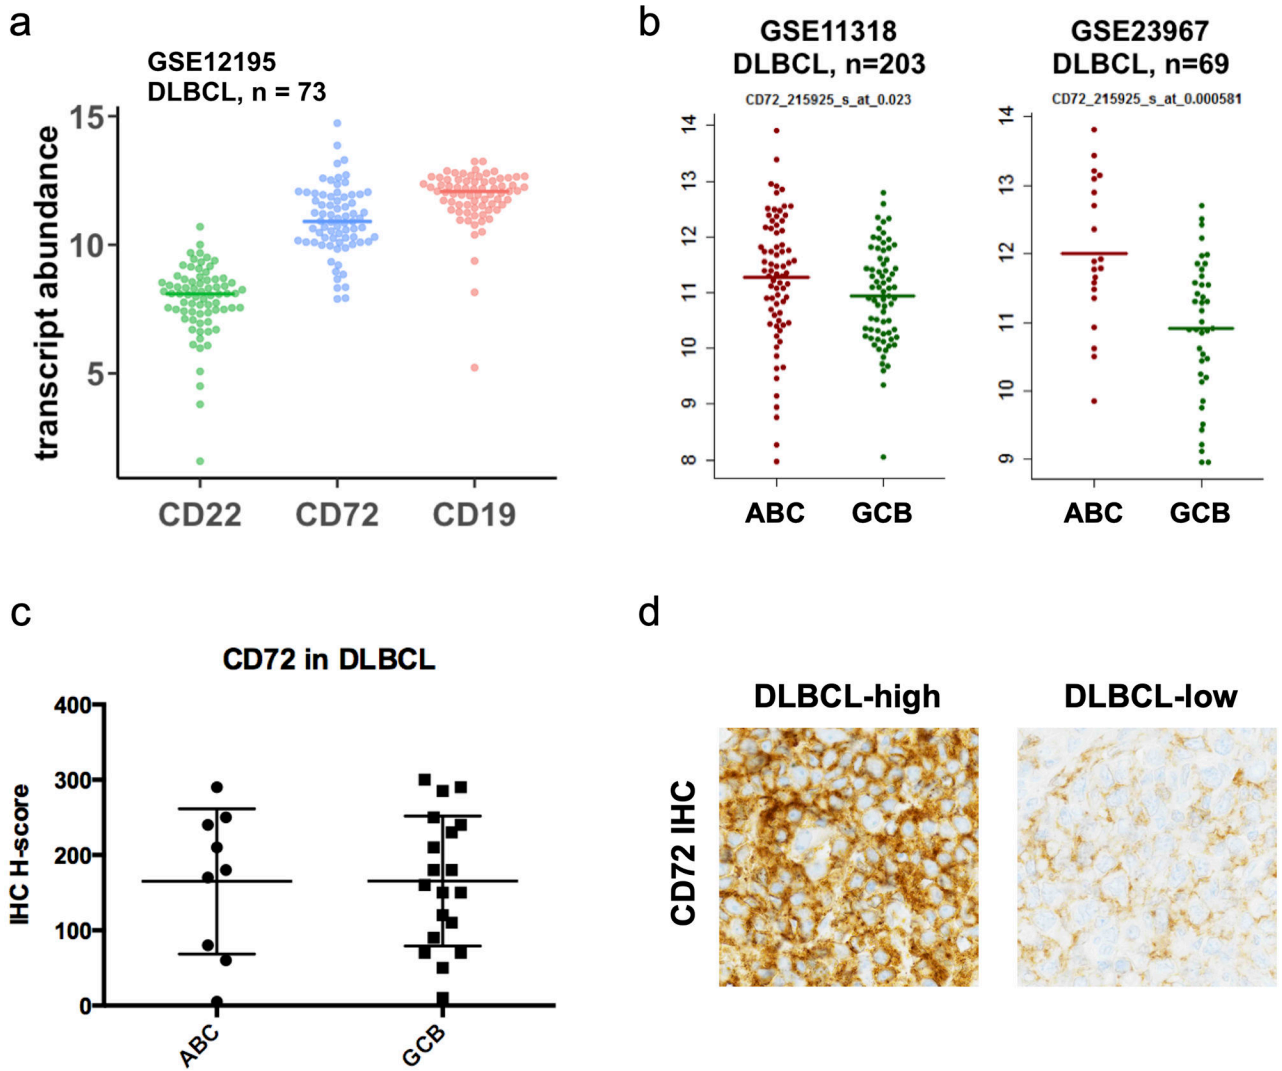 a
GSE12195
DLBCL, n = 73
transcript abundance
15
10
5
CD22 CD72 CD19
b
GSE11318
DLBCL, n=203
CD72_215925_s_at_0.023
14
13
12
11
10
9
8
ABC GCB
GSE23967
DLBCL, n=69
CD72_215925_s_at_0.000581
14
13
12
11
10
9
ABC GCB
c
CD72 in DLBCL
IHC H-score
400
300
200
100
0
ABC GCB
d
DLBCL-high DLBCL-low
CD72 IHC